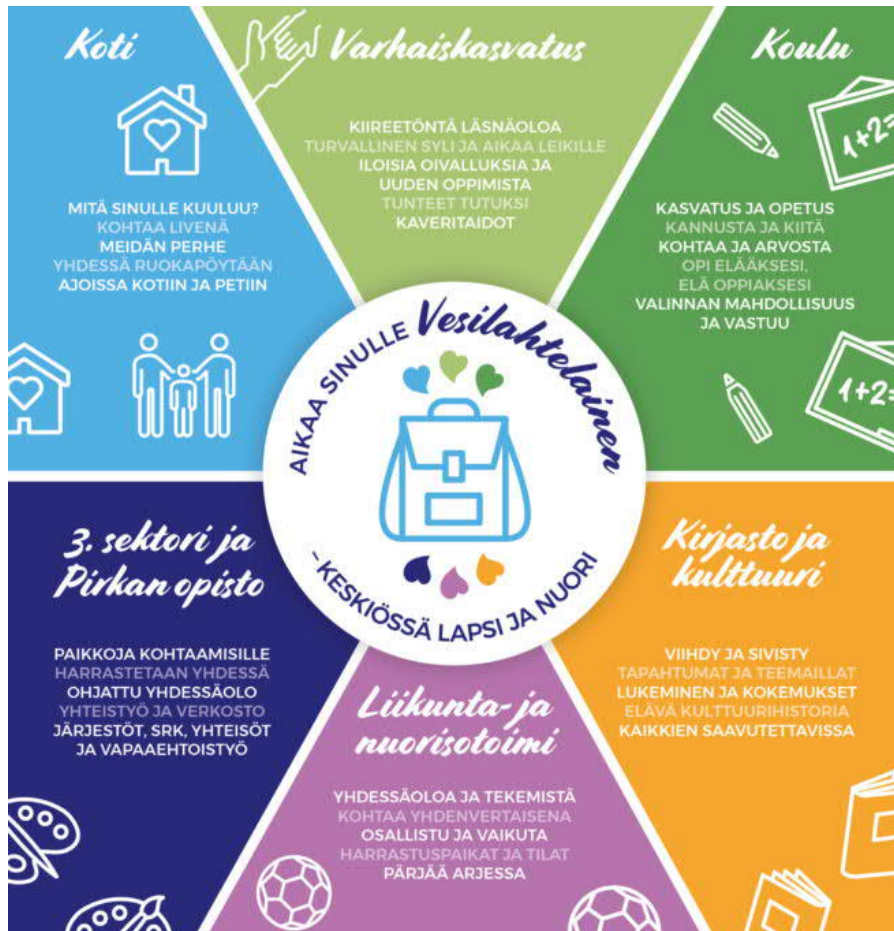 Koti
MITÄ SINULLE KUULUU?
KOHTAA LIVENÄ
MEIDÄN PERHE
YHDESSÄ RUOKAPÖYTÄÄN
AJOISSA KOTIIN JA PETIIN
Varhaiskasvatus
KIIREETÖNTÄ LÄSNÄOLOA
TURVALLINEN SYLI JA AIKAA LEIKILLE
ILOISIA OIVALLUKSIA JA
UUDEN OPPIMISTA
TUNTEET TUTUKSI
KAVERITAIDOT
Koulu
1+2=
KASVATUS JA OPETUS
KANNUSTA JA KIITÄ
KOHTAA JA ARVOSTA
OPI ELÄÄKSESI,
ELÄ OPPIAKSESI
VALINNAN MAHDOLLISUUS
JA VASTUU
1+2=
AIKAA SINULLE Vesilahtelainen
- KESKIÖSSÄ LAPSI JA NUORI
3. sektori ja
Pirkan opisto
PAIKKOJA KOHTAAMISILLE
HARRASTETAAN YHDESSÄ
OHJATTU YHDESSÄOLO
YHTEISTYÖ JA VERKOSTO
JÄRJESTÖT, SRK, YHTEISÖT
JA VAPAAEHTOISTYÖ
Liikunta- ja
nuorisotoimi
YHDESSÄOLOA JA TEKEMISTÄ
KOHTAA YHDENVERTAISENA
OSALLISTU JA VAIKUTA
HARRASTUSPAIKAT JA TILAT
PÄRJÄÄ ARJESSA
Kirjasto ja
kulttuuri
VIIHDY JA SIVISTY
TAPAHTUMAT JA TEEMAILLAT
LUKEMINEN JA KOKEMUKSET
ELÄVÄ KULTTUURIHISTORIA
KAIKKIEN SAAVUTETTAVISSA